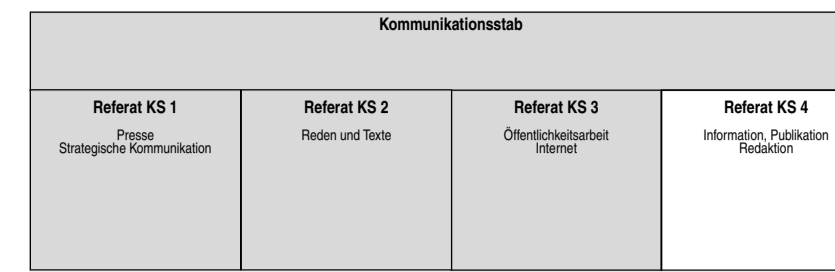 Kommunikationsstab
Referat KS 1
Presse
Strategische Kommunikation
Referat KS 2
Reden und Texte
Referat KS 3
Öffentlichkeitsarbeit
Internet
Referat KS 4
Information, Publikation
Redaktion